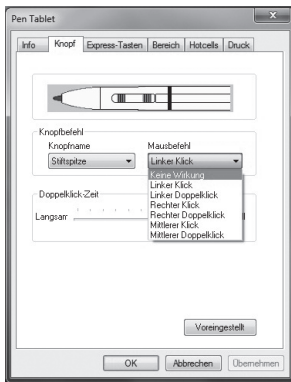 Pen Tablet
Info Knopf Express-Tasten Bereich Hotcells Druck
Knopfbefehl
Knopfname Mausbefehl
Stiftspitze Linker Klick
Keine Wirkung
Linker Klick
Linker Doppelklick
Rechter Klick
Rechter Doppelklick
Mittlerer Klick
Mittlerer Doppelklick
Doppelklick-Zeit
Langsam
Voreingestellt
OK Abbrechen Übernehmen